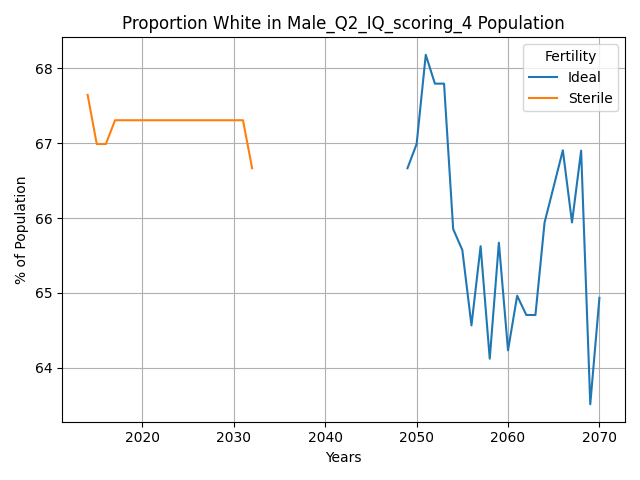 Proportion White in Male_Q2_IQ_scoring_4 Population
Fertility
Ideal
Sterile
% of Population
68
67
66
65
64
2020 2030 2040 2050 2060 2070
Years